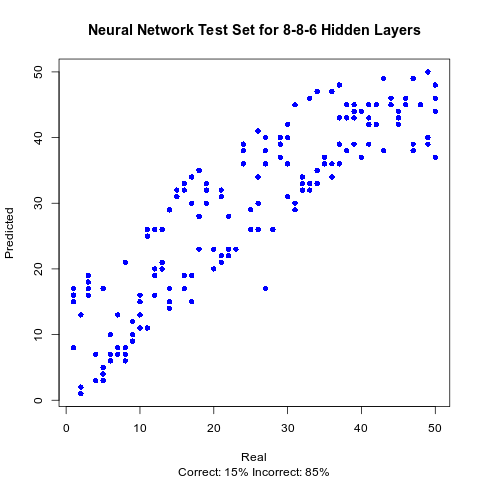 Neural Network Test Set for 8-8-6 Hidden Layers
Predicted
50
40
30
20
10
0
0 10 20 30 40 50
Real
Correct: 15% Incorrect: 85%